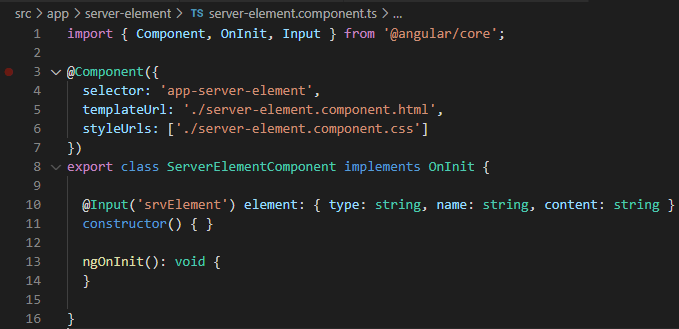 src > app > server-element > TS server-element.component.ts > ...
1 import { Component, OnInit, Input } from '@angular/core';
2
3 @Component({
4 selector: 'app-server-element',
5 templateUrl: './server-element.component.html',
6 styleUrls: ['./server-element.component.css']
7 })
8 export class ServerElementComponent implements OnInit {
9
10 @Input('srvElement') element: { type: string, name: string, content: string }
11 constructor() { }
12
13 ngOnInit(): void {
14 }
15
16 }